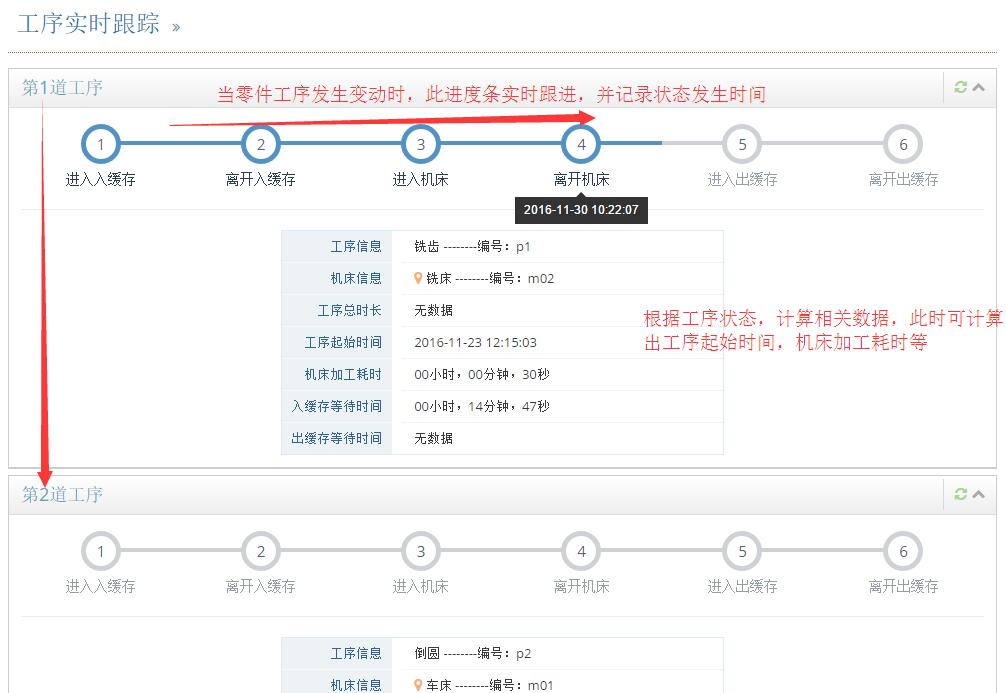 工序实时跟踪 »
第1道工序
当零件工序发生变动时，此进度条实时跟进，并记录状态发生时间
1 2 3 4 5 6
进入入缓存 离开入缓存 进入机床 离开机床 进入出缓存 离开出缓存
2016-11-30 10:22:07
工序信息 铣齿 --------编号：p1
机床信息 铣床 --------编号：m02
工序总时长 无数据
工序起始时间 2016-11-23 12:15:03
机床加工耗时 00小时，00分钟，30秒
入缓存等待时间 00小时，14分钟，47秒
出缓存等待时间 无数据
根据工序状态，计算相关数据，此时可计算
出工序起始时间，机床加工耗时等
第2道工序
1 2 3 4 5 6
进入入缓存 离开入缓存 进入机床 离开机床 进入出缓存 离开出缓存
工序信息 倒圆 --------编号：p2
机床信息 车床 --------编号：m01